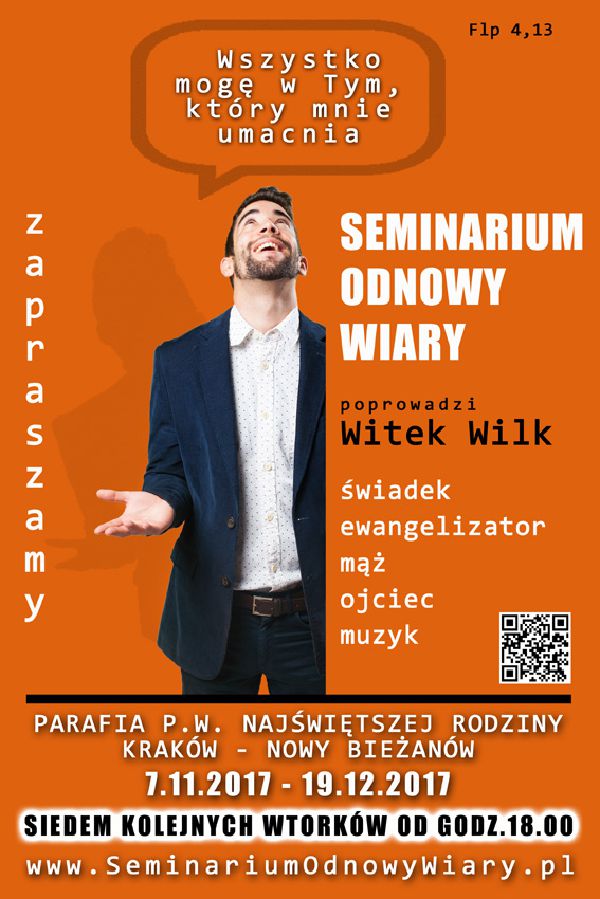 Flp 4,13
Wszystko
mogę w Tym,
który mnie
umacnia
zapraszamy
SEMINARIUM
ODNOWY
WIARY
poprowadzi
Witek Wilk
świadek
ewangelizator
mąż
ojciec
muzyk
PARAFIA P.W. NAJŚWIĘTSZEJ RODZINY
KRAKÓW - NOWY BIEŻANÓW
7.11.2017 - 19.12.2017
SIEDEM KOLEJNYCH WTORKÓW OD GODZ.18.00
www.SeminariumOdnowyWiary.pl